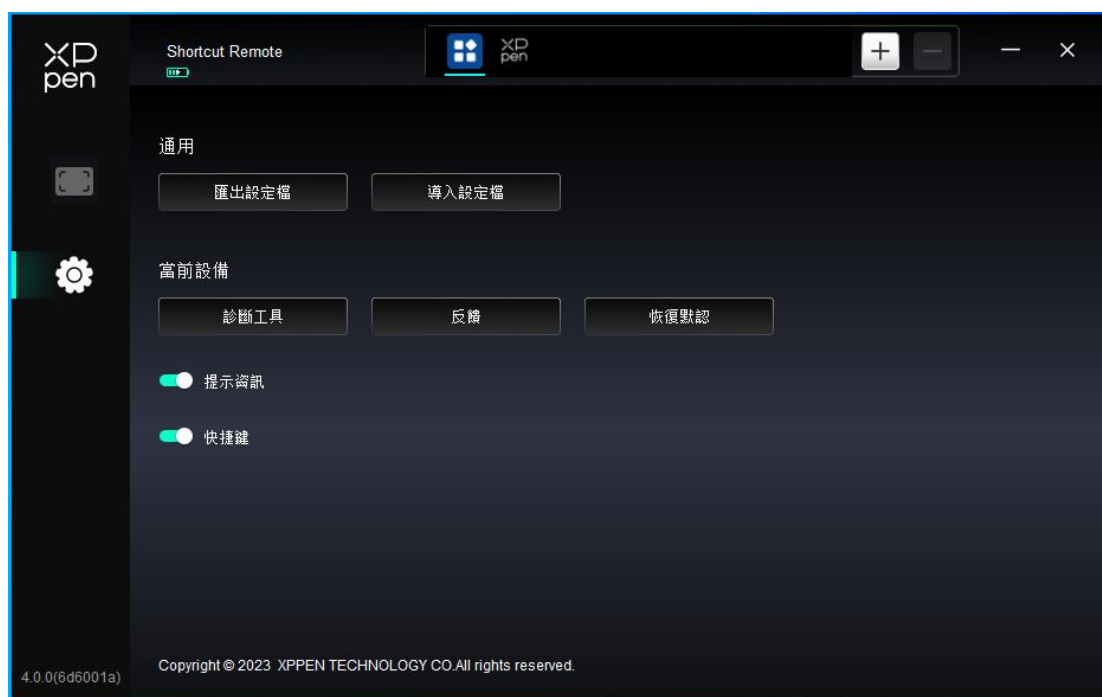 XP
pen
Shortcut Remote
XP
pen
通用
匯出設定檔 導入設定檔
當前設備
診斷工具 反饋 恢復默認
提示資訊
快捷鍵
Copyright © 2023 XPPEN TECHNOLOGY CO.All rights reserved.
4.0.0(6d6001a)